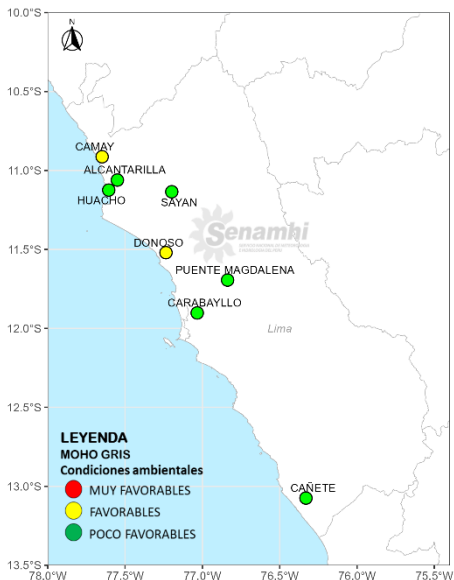 10.0°S
N
10.5°S
CAMAY
11.0°S
ALCANTARILLA
HUACHO
SAYAN
Senamhi
11.5°S
DONOSO
PUENTE MAGDALENA
CARABAYLLO
12.0°S
Lima
12.5°S
LEYENDA
MOHO GRIS
Condiciones ambientales
MUY FAVORABLES
FAVORABLES
POCO FAVORABLES
CAÑETE
13.0°S
13.5°S
78.0°W
77.5°W
77.0°W
76.5°W
76.0°W
75.5°W